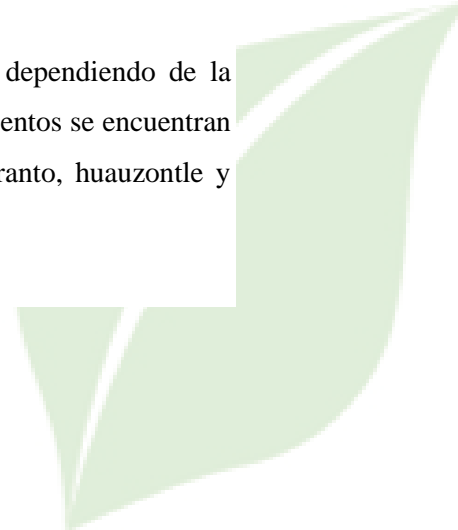 dependiendo de la
entos se encuentran
ranto, huauzontle y